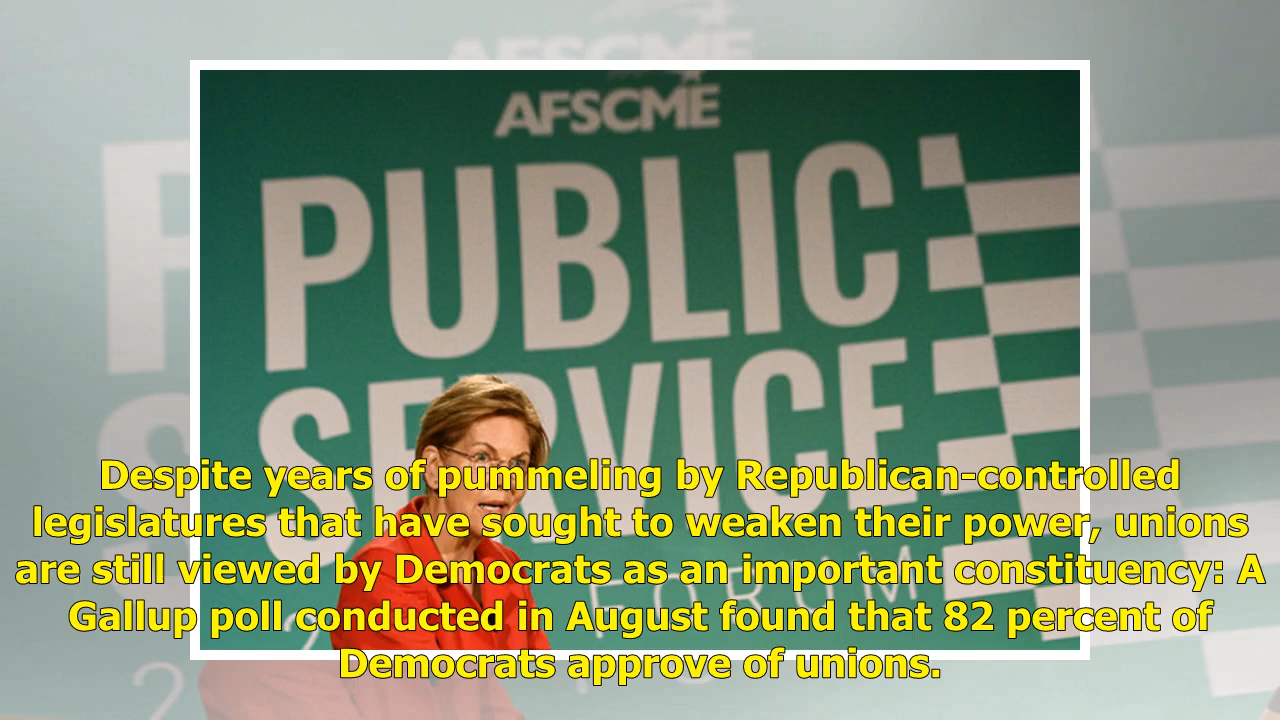 AFSCME
AFSCME
PUBLIC
SERVICE
FORUM
Despite years of pummeling by Republican-controlled
legislatures that have sought to weaken their power, unions
are still viewed by Democrats as an important constituency: A
Gallup poll conducted in August found that 82 percent of
Democrats approve of unions.